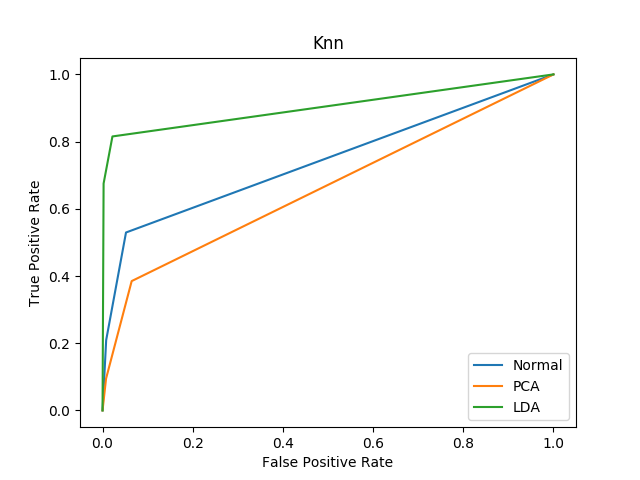 Knn
True Positive Rate
1.0
0.8
0.6
0.4
0.2
0.0
0.0 0.2 0.4 0.6 0.8 1.0
False Positive Rate
Normal
PCA
LDA